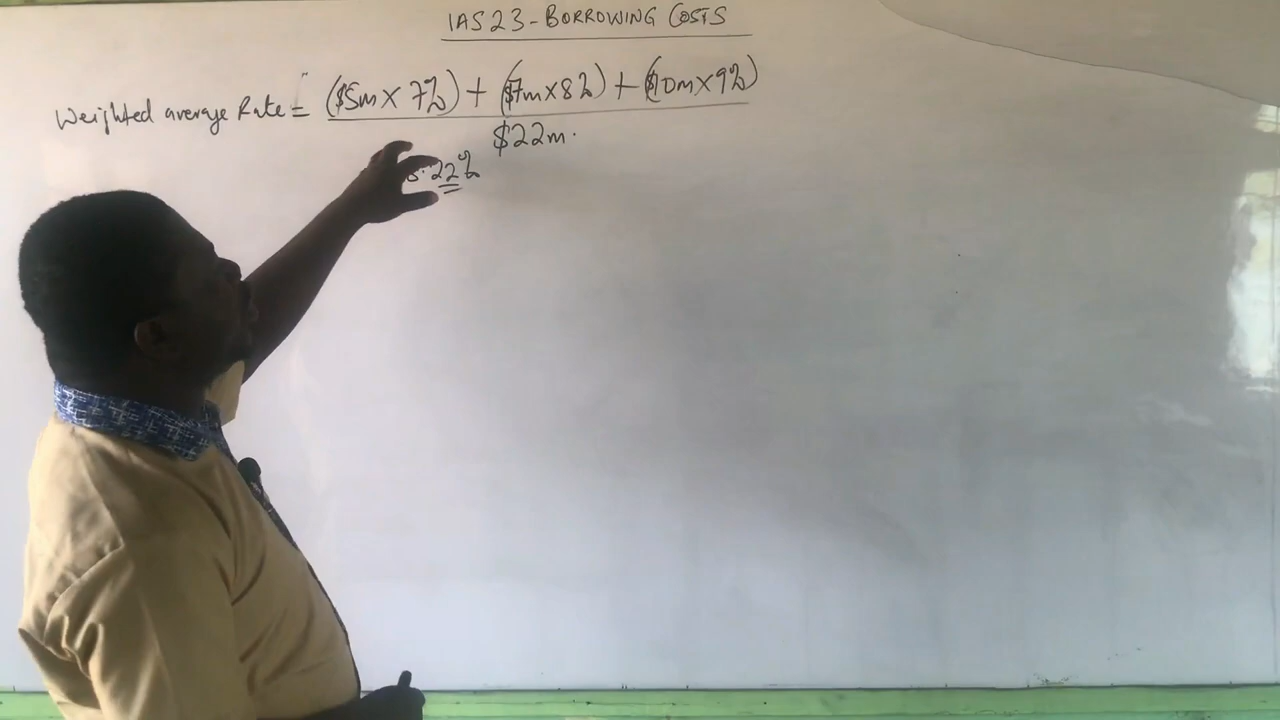 IAS 23 - BORROWING COSTS
Weighted average Rate = ($5m × 7%) + ($7m × 8%) + ($10m × 9%)
$22m.
8.22%